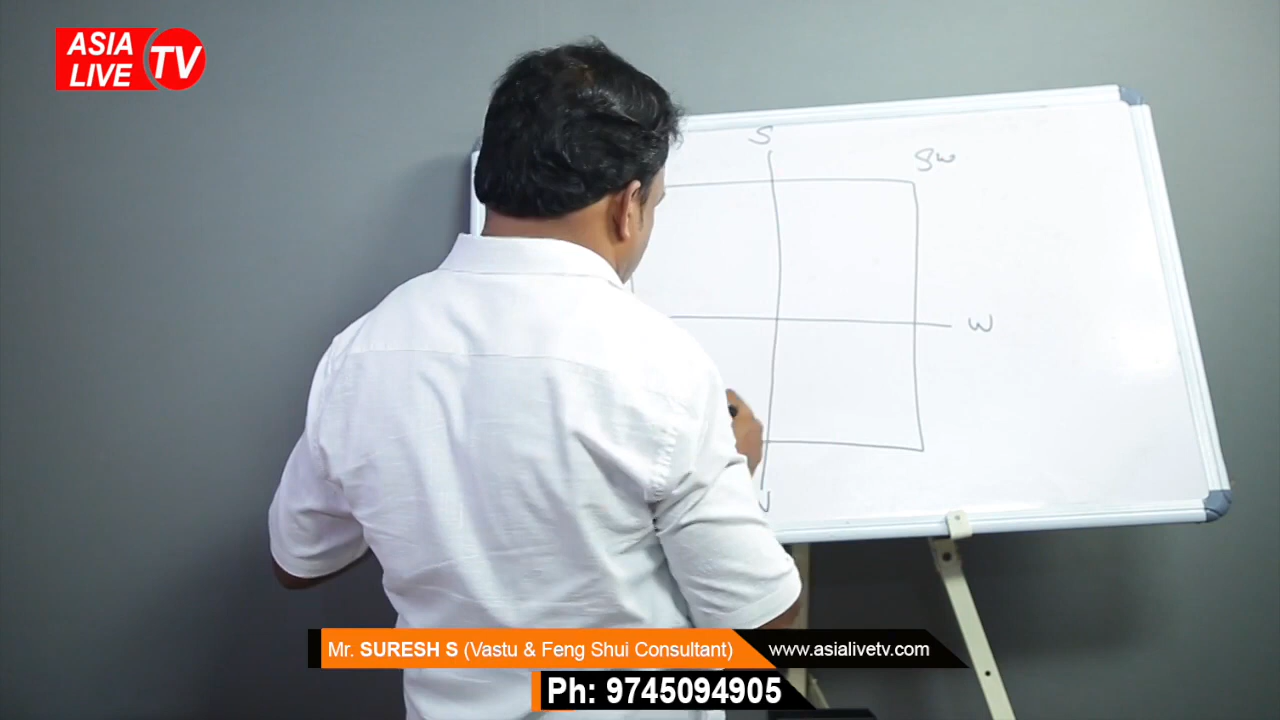 ASIA
LIVE TV
S
SW
W
Mr. SURESH S (Vastu & Feng Shui Consultant)
www.asialivetv.com
Ph: 9745094905